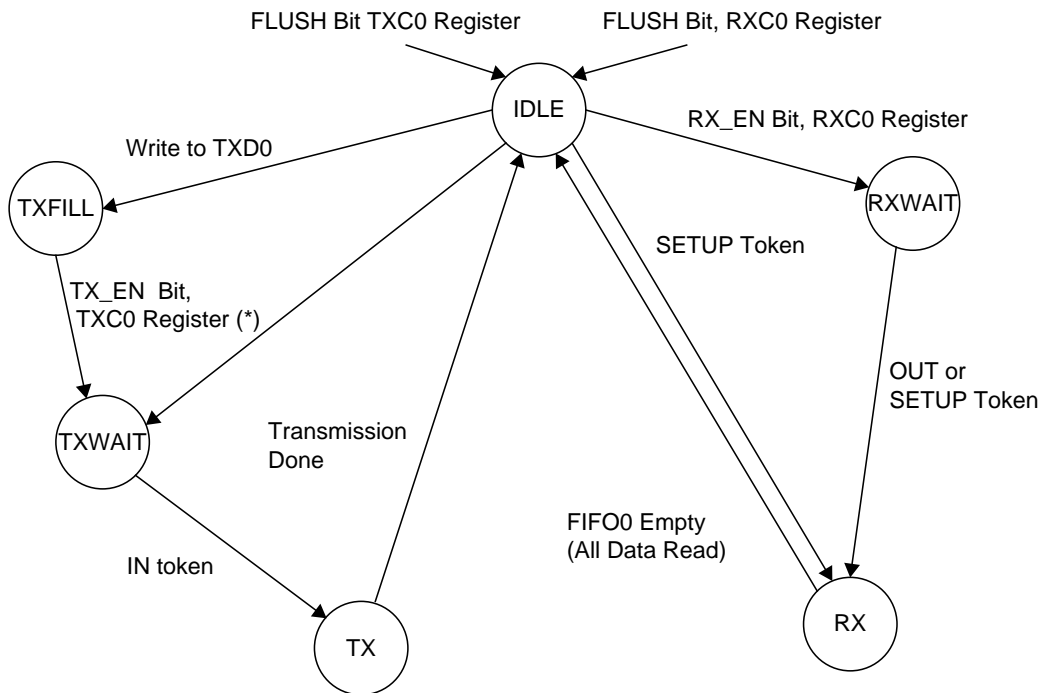 FLUSH Bit TXC0 Register
FLUSH Bit, RXC0 Register
IDLE
RX_EN Bit, RXC0 Register
Write to TXD0
TXFILL
RXWAIT
SETUP Token
TX_EN Bit,
TXC0 Register (*)
OUT or
SETUP Token
TXWAIT
Transmission
Done
FIFO0 Empty
(All Data Read)
IN token
TX
RX